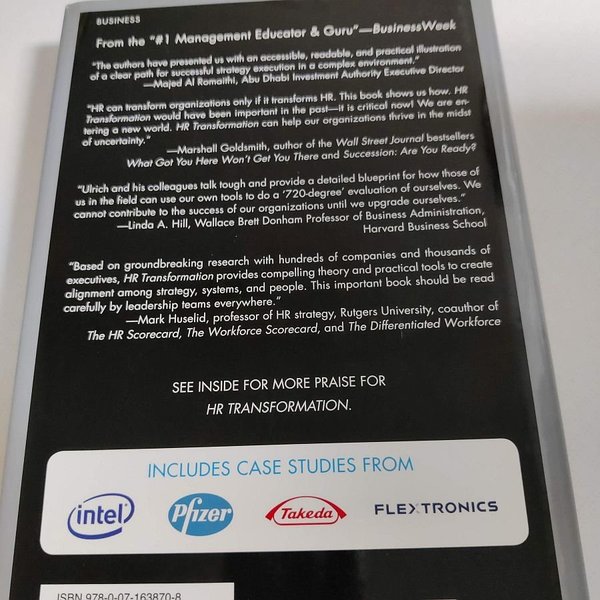 BUSINESS
From the "#1 Management Educator & Guru"—BusinessWeek
"The authors have presented us with an accessible, readable, and practical illustration
of a clear path for successful strategy execution in a complex environment."
—Majed Al Romaithi, Abu Dhabi Investment Authority Executive Director
"HR can transform organizations only if it transforms HR. This book shows us how. HR
Transformation would have been important in the past—it is critical now! We are en-
tering a new world. HR Transformation can help our organizations thrive in the midst
of uncertainty."
—Marshall Goldsmith, author of the Wall Street Journal bestsellers
What Got You Here Won't Get You There and Succession: Are You Ready?
"Ulrich and his colleagues talk tough and provide a detailed blueprint for how those of
us in the field can use our own tools to do a '720-degree' evaluation of ourselves. We
cannot contribute to the success of our organizations until we upgrade ourselves."
—Linda A. Hill, Wallace Brett Donham Professor of Business Administration,
Harvard Business School
"Based on groundbreaking research with hundreds of companies and thousands of
executives, HR Transformation provides compelling theory and practical tools to create
alignment among strategy, systems, and people. This important book should be read
carefully by leadership teams everywhere."
—Mark Huselid, professor of HR strategy, Rutgers University, coauthor of
The HR Scorecard, The Workforce Scorecard, and The Differentiated Workforce
SEE INSIDE FOR MORE PRAISE FOR
HR TRANSFORMATION.
INCLUDES CASE STUDIES FROM
intel
Pfizer
Takeda
FLEXTRONICS
ISBN 978-0-07-163870-8